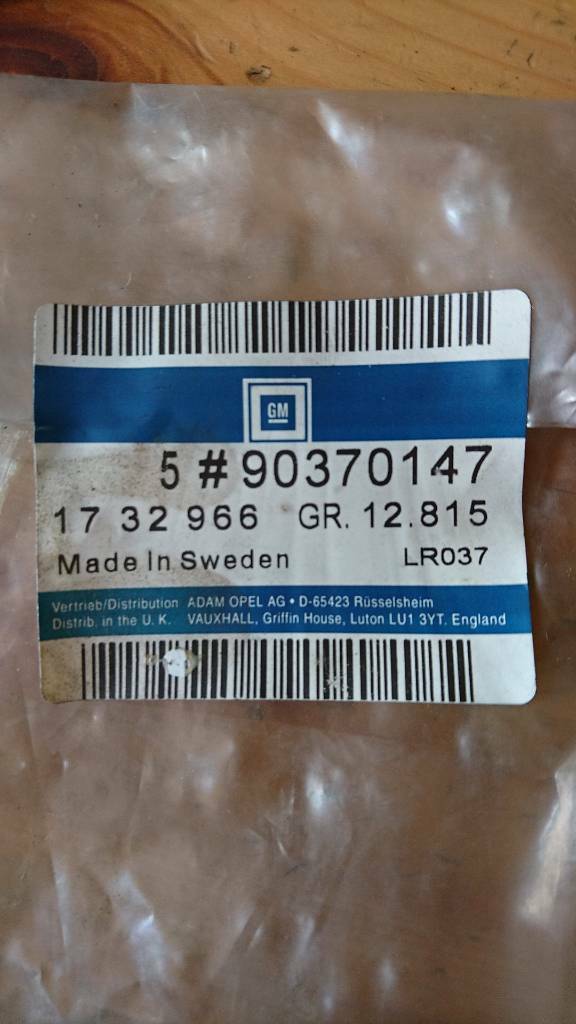 GM
5 # 90370147
17 32 966 GR. 12.815
Made In Sweden LR037
Vertrieb/Distribution ADAM OPEL AG • D-65423 Rüsselsheim
Distrib. in the U. K. VAUXHALL, Griffin House, Luton LU1 3YT. England